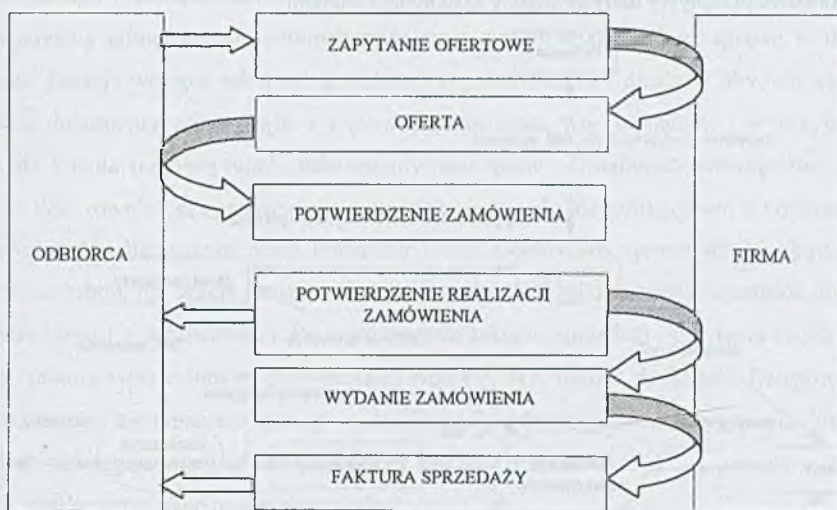 ZAPYTANIE OFERTOWE
OFERTA
POTWIERDZENIE ZAMÓWIENIA
ODBIORCA
FIRMA
POTWIERDZENIE REALIZACJI
ZAMÓWIENIA
WYDANIE ZAMÓWIENIA
FAKTURA SPRZEDAŻY